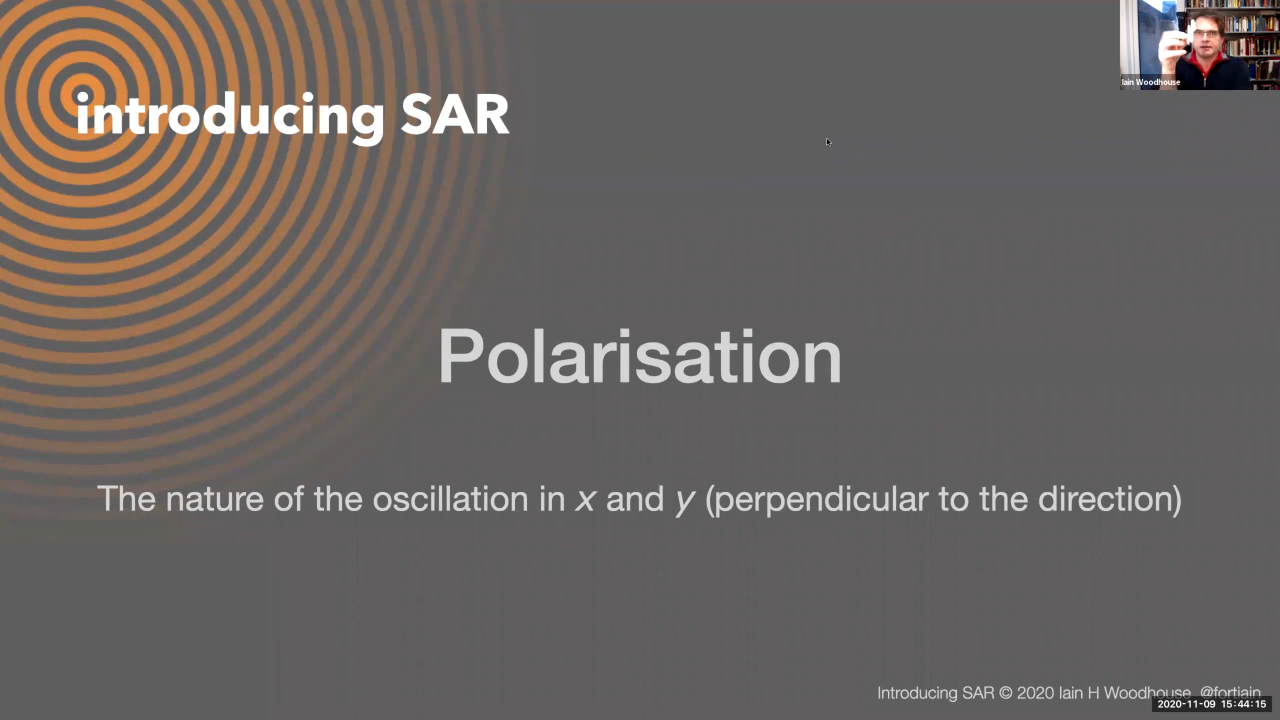 Iain Woodhouse
introducing SAR
Polarisation
The nature of the oscillation in x and y (perpendicular to the direction)
Introducing SAR © 2020 Iain H Woodhouse @fortiain
2020-11-09 15:44:15